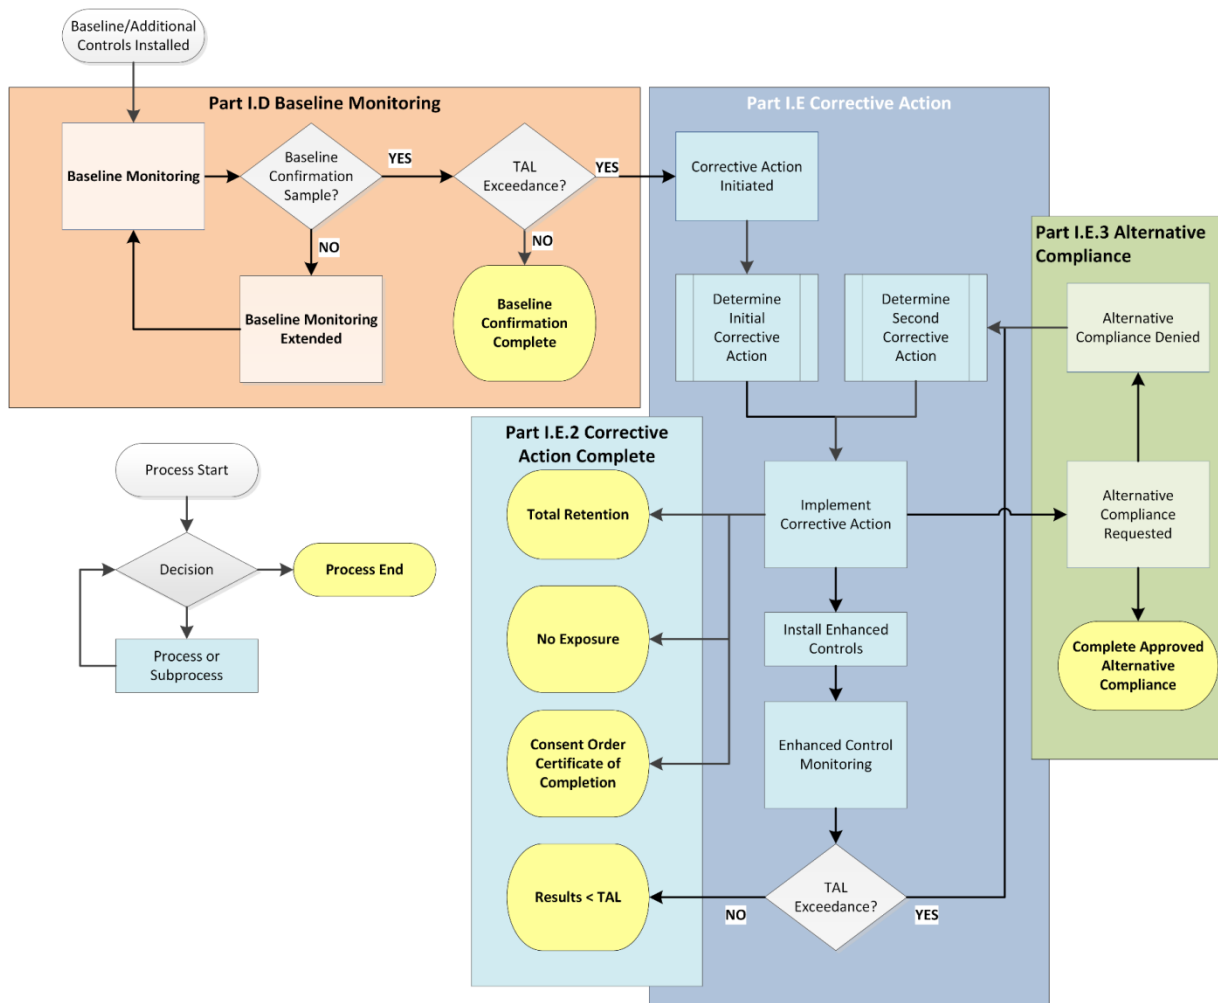 Baseline/Additional
Controls Installed
Part I.D Baseline Monitoring
Baseline Monitoring
Baseline
Confirmation
Sample?
YES
NO
Baseline Monitoring
Extended
TAL
Exceedance?
YES
NO
Baseline
Confirmation
Complete
Part I.E Corrective Action
Corrective Action
Initiated
Determine
Initial
Corrective
Action
Determine
Second
Corrective
Action
Part I.E.3 Alternative
Compliance
Alternative
Compliance Denied
Alternative
Compliance
Requested
Complete Approved
Alternative
Compliance
Implement
Corrective Action
Install Enhanced
Controls
Enhanced Control
Monitoring
TAL
Exceedance?
NO
YES
Part I.E.2 Corrective
Action Complete
Total Retention
No Exposure
Consent Order
Certificate of
Completion
Results < TAL
Process Start
Decision
Process End
Process or
Subprocess